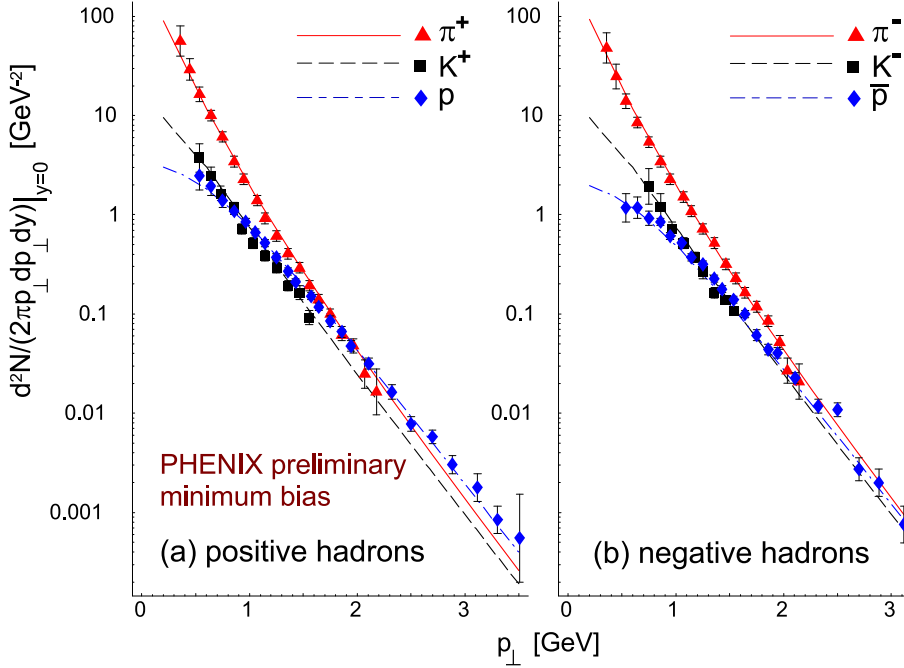 d²N/(2πp⊥ dp⊥ dy)|y=0 [GeV⁻²]
100
10
1
0.1
0.01
0.001
π⁺
K⁺
p
PHENIX preliminary
minimum bias
(a) positive hadrons
0 1 2 3
π⁻
K⁻
p̅
(b) negative hadrons
0 1 2 3
p⊥ [GeV]